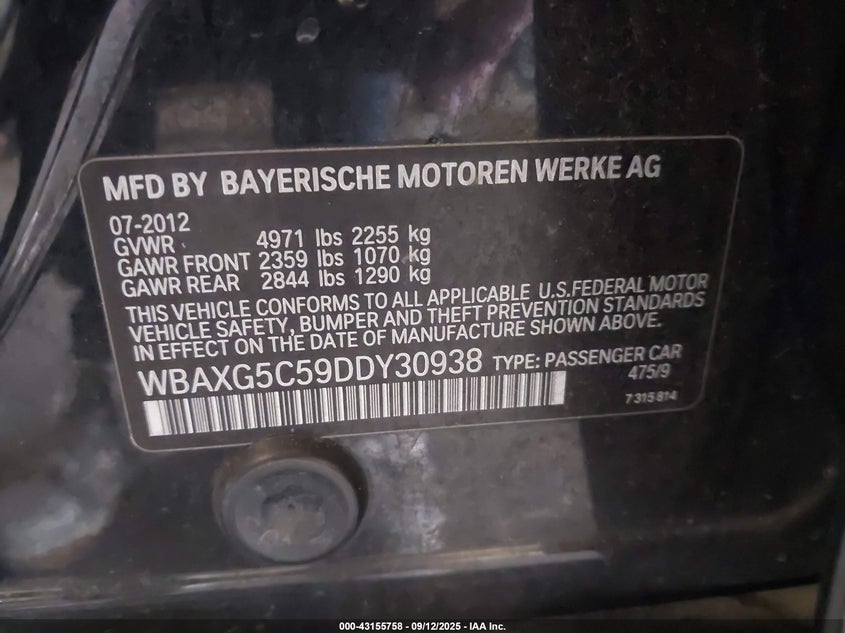 MFD BY BAYERISCHE MOTOREN WERKE AG
07-2012
GVWR 4971 lbs 2255 kg
GAWR FRONT 2359 lbs 1070 kg
GAWR REAR 2844 lbs 1290 kg
THIS VEHICLE CONFORMS TO ALL APPLICABLE U.S.FEDERAL MOTOR
VEHICLE SAFETY, BUMPER AND THEFT PREVENTION STANDARDS
IN EFFECT ON THE DATE OF MANUFACTURE SHOWN ABOVE.
WBAXG5C59DDY30938 TYPE: PASSENGER CAR
475/9
7 315 814
000-43155758 - 09/12/2025 - IAA Inc.